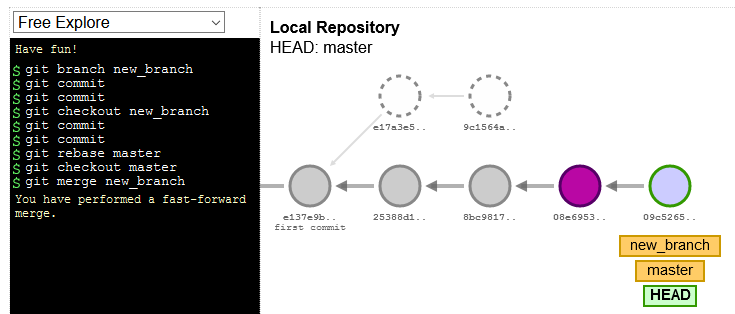 Free Explore
Have fun!
$ git branch new_branch
$ git commit
$ git commit
$ git checkout new_branch
$ git commit
$ git commit
$ git rebase master
$ git checkout master
$ git merge new_branch
You have performed a fast-forward
merge.
Local Repository
HEAD: master
e17a3e5.. 9c1564a..
e137e9b.. 25388d1.. 8bc9817.. 08e6953.. 09c5265..
first commit
new_branch
master
HEAD